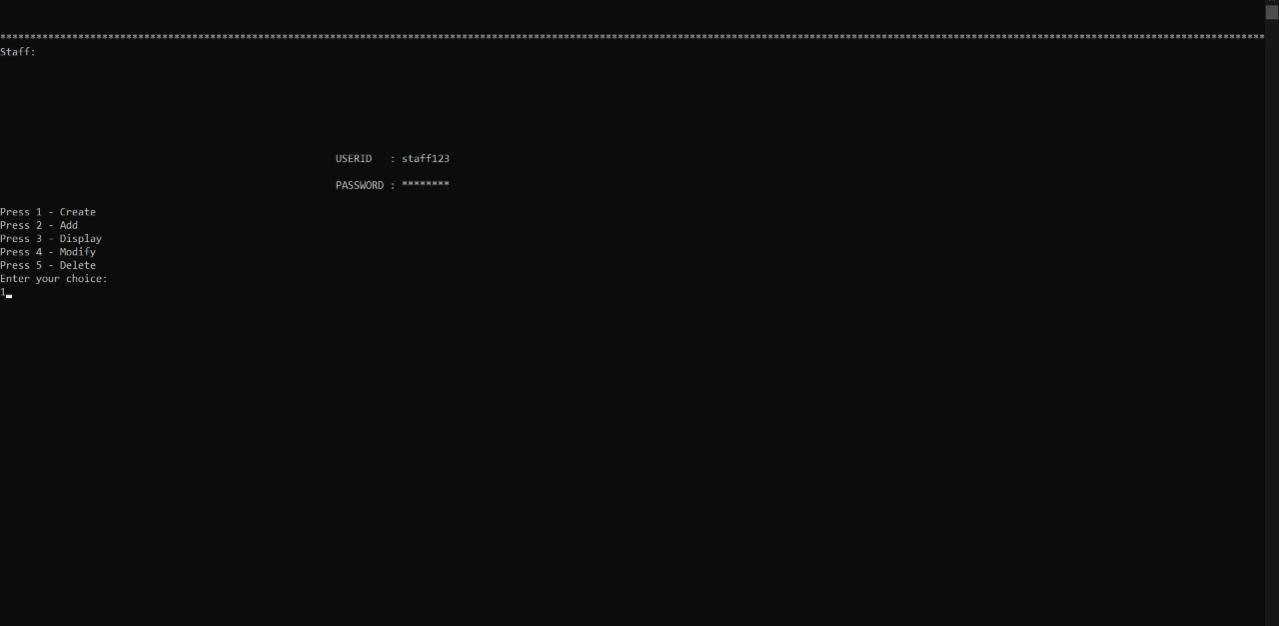 ********************************************************************************************************************************************************************************************************************
Staff:
USERID   : staff123
PASSWORD : ********
Press 1 - Create
Press 2 - Add
Press 3 - Display
Press 4 - Modify
Press 5 - Delete
Enter your choice:
1